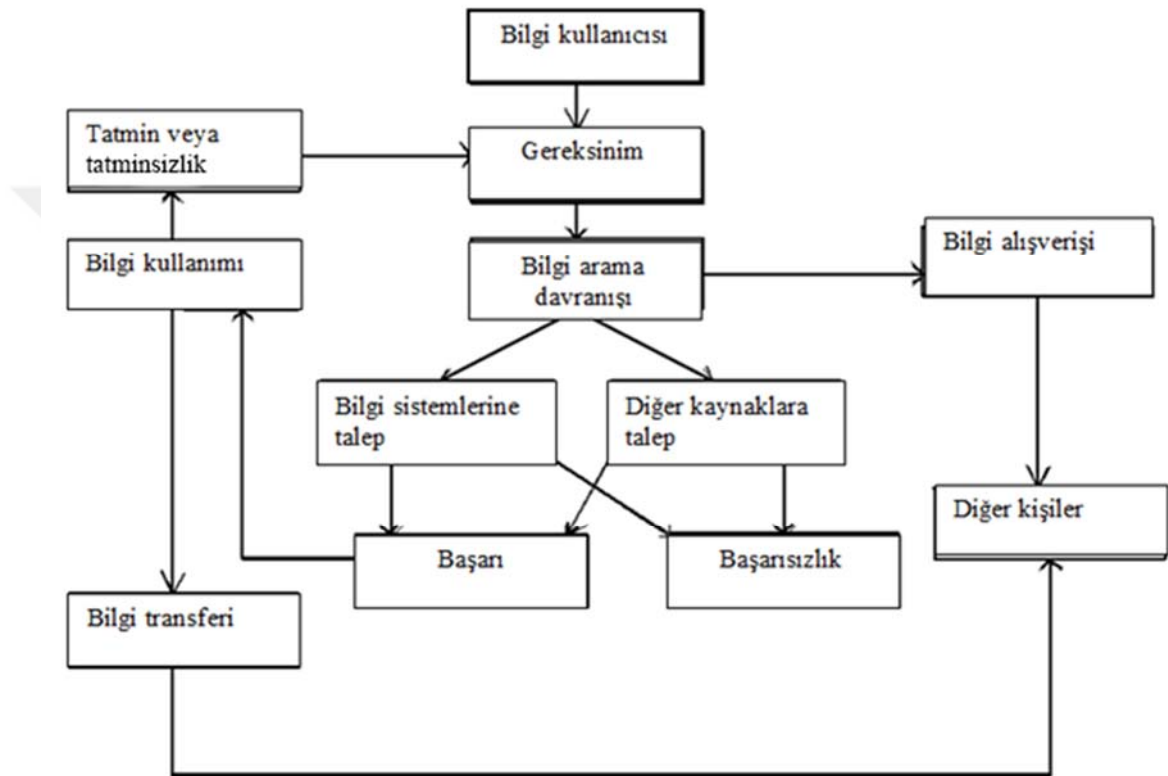 Bilgi kullanıcısı
Tatmin veya
tatminsizlik
Gereksinim
Bilgi kullanımı
Bilgi arama
davranışı
Bilgi alışverişi
Bilgi sistemlerine
talep
Diğer kaynaklara
talep
Başarı
Başarısızlık
Diğer kişiler
Bilgi transferi